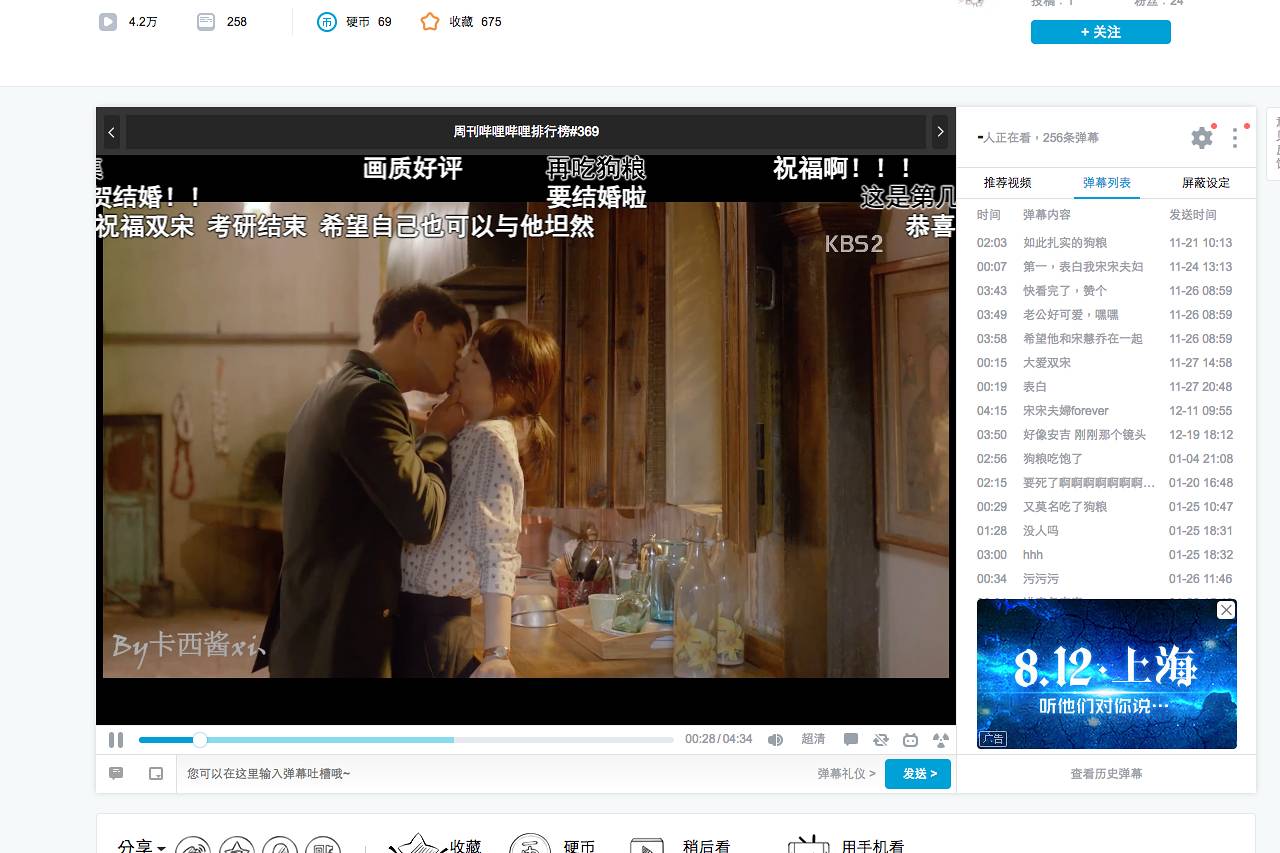 4.2万 258 硬币 69 收藏 675
投稿：1 粉丝：24
+ 关注
周刊哔哩哔哩排行榜#369
画质好评 再吃狗粮 祝福啊！！！
贺结婚！！ 要结婚啦 这是第几
祝福双宋 考研结束 希望自己也可以与他坦然 恭喜
KBS2
By卡西酱xi
00:28/04:34 超清
您可以在这里输入弹幕吐槽哦~ 弹幕礼仪 > 发送 >
-人正在看，256条弹幕
推荐视频 弹幕列表 屏蔽设定
时间 弹幕内容 发送时间
02:03 如此扎实的狗粮 11-21 10:13
00:07 第一，表白我宋宋夫妇 11-24 13:13
03:43 快看完了，赞个 11-26 08:59
03:49 老公好可爱，嘿嘿 11-26 08:59
03:58 希望他和宋慧乔在一起 11-26 08:59
00:15 大爱双宋 11-27 14:58
00:19 表白 11-27 20:48
04:15 宋宋夫婦forever 12-11 09:55
03:50 好像安吉 刚刚那个镜头 12-19 18:12
02:56 狗粮吃饱了 01-04 21:08
02:15 要死了啊啊啊啊啊啊啊... 01-20 16:48
00:29 又莫名吃了狗粮 01-25 10:47
01:28 没人吗 01-25 18:31
03:00 hhh 01-25 18:32
00:34 污污污 01-26 11:46
8.12·上海
听他们对你说…
广告
查看历史弹幕
分享 收藏 硬币 稍后看 用手机看